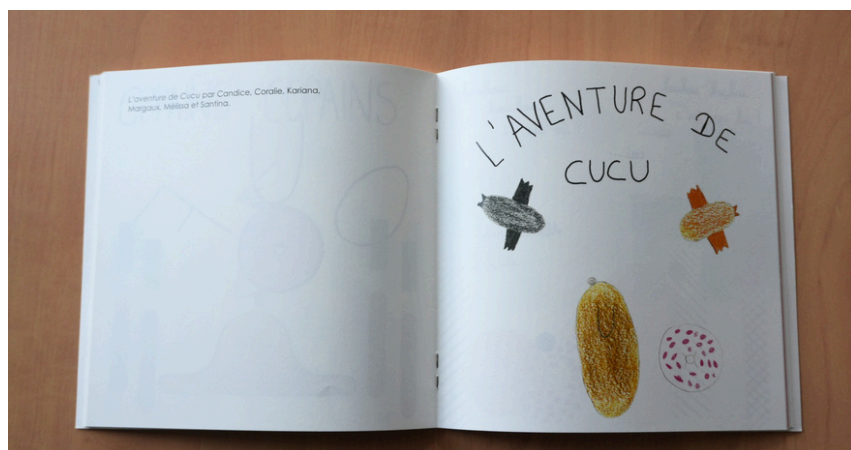 L'aventure de Cucu par Candice, Coralie, Kariana,
Margaux, Mélissa et Santina.
L'AVENTURE DE
CUCU